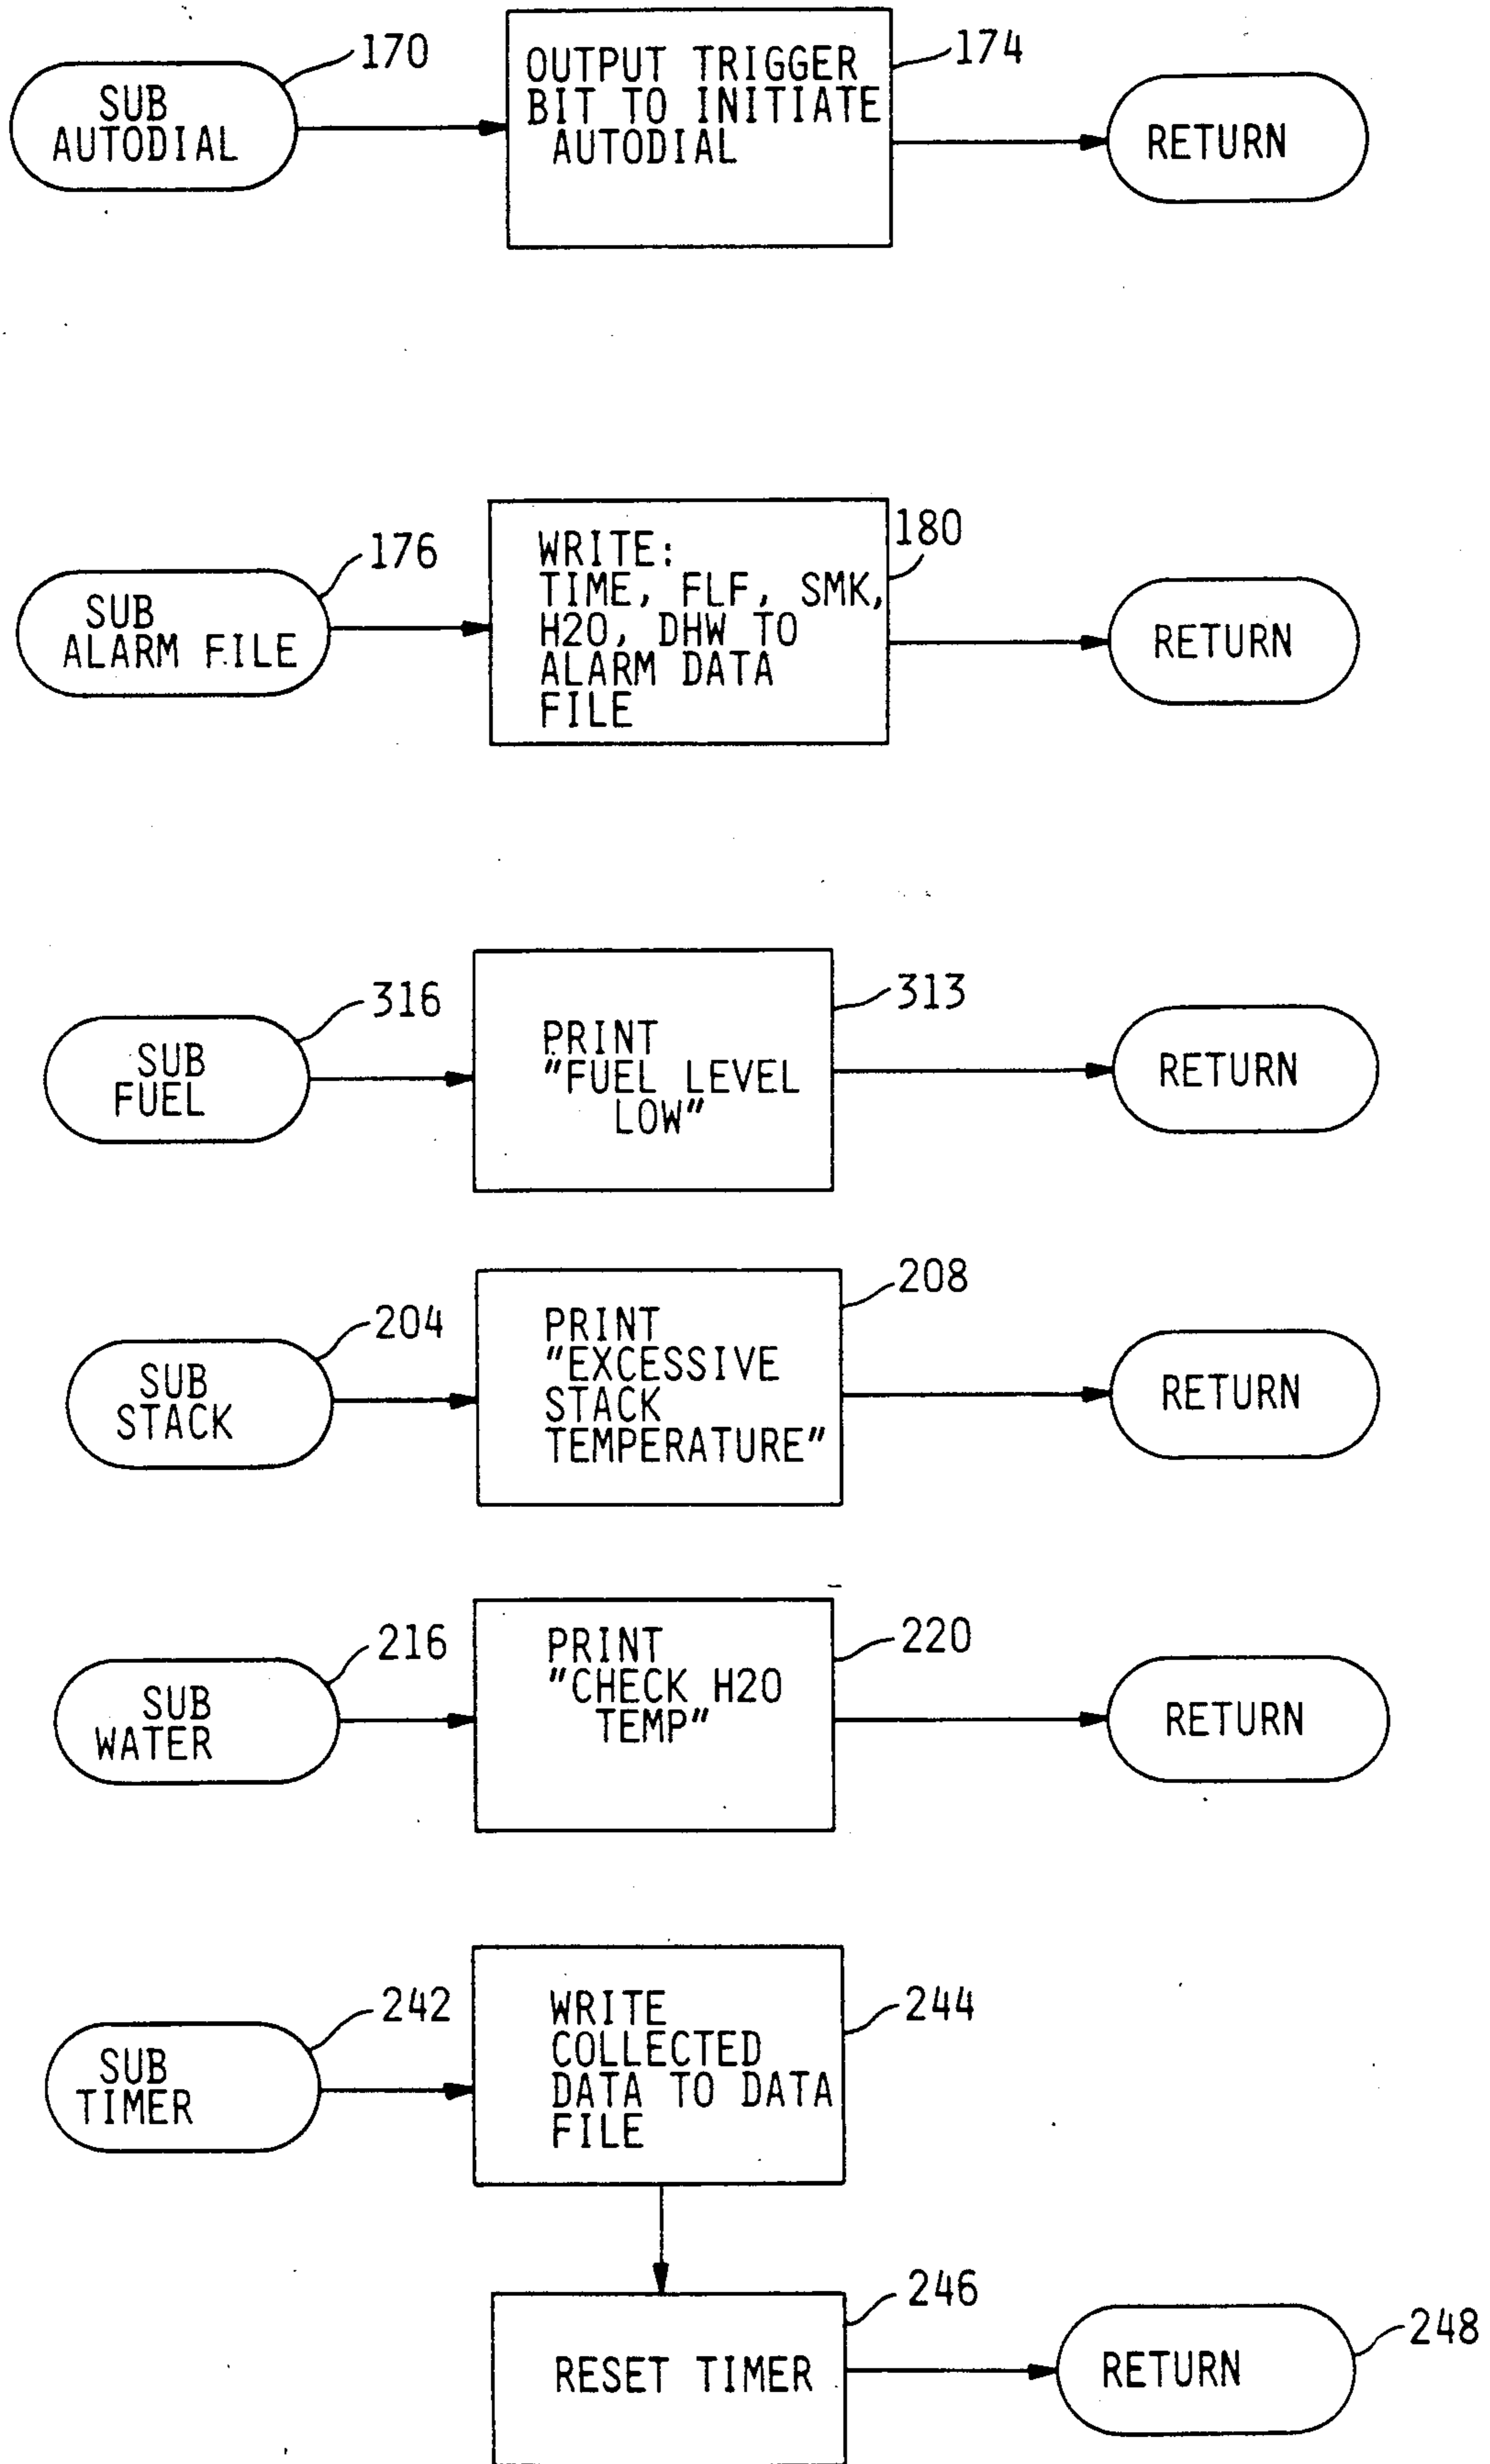 170
SUB
AUTODIAL
OUTPUT TRIGGER
BIT TO INITIATE
AUTODIAL
174
RETURN
176
SUB
ALARM FILE
WRITE:
TIME, FLF, SMK,
H2O, DHW TO
ALARM DATA
FILE
180
RETURN
316
SUB
FUEL
PRINT
"FUEL LEVEL
LOW"
313
RETURN
204
SUB
STACK
PRINT
"EXCESSIVE
STACK
TEMPERATURE"
208
RETURN
216
SUB
WATER
PRINT
"CHECK H2O
TEMP"
220
RETURN
242
SUB
TIMER
WRITE
COLLECTED
DATA TO DATA
FILE
244
RESET TIMER
246
RETURN
248